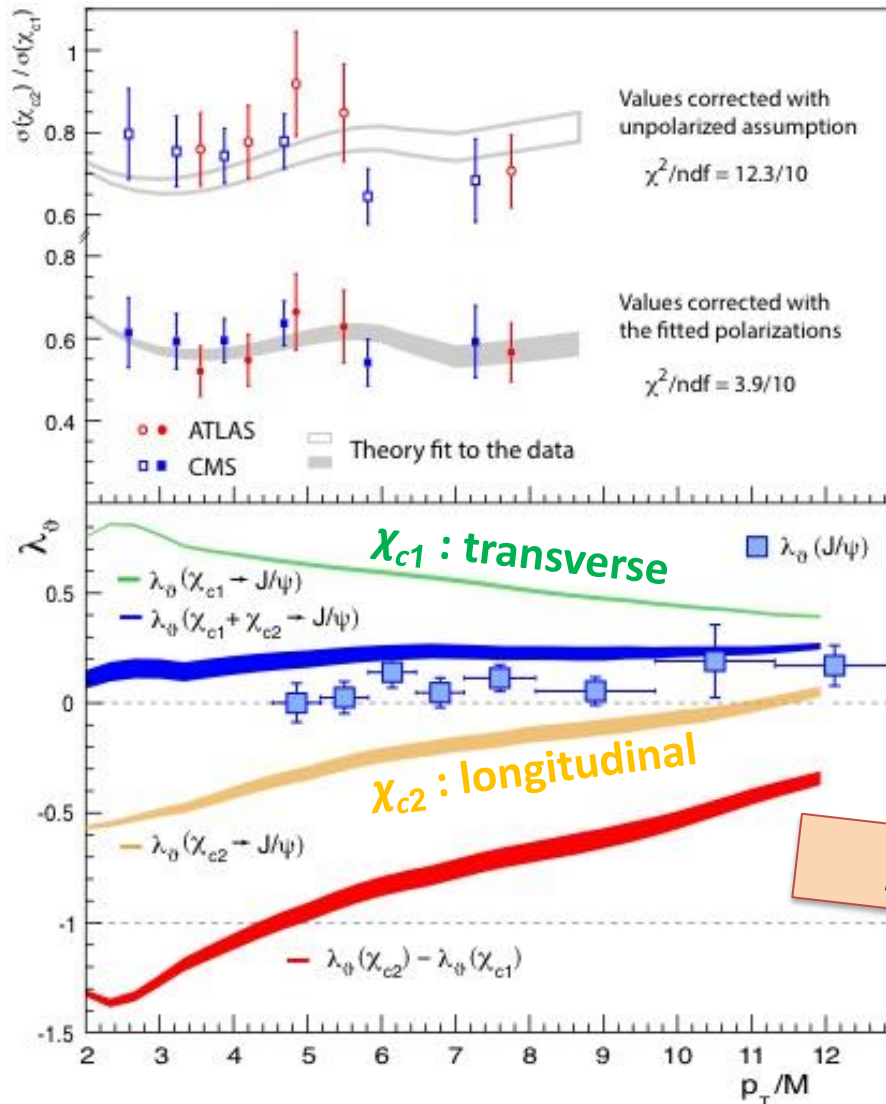 σ(χc2) / σ(χc1)
1
0.8
0.6
0.8
0.6
0.4
Values corrected with
unpolarized assumption
χ²/ndf = 12.3/10
Values corrected with
the fitted polarizations
χ²/ndf = 3.9/10
ATLAS
CMS
Theory fit to the data
λϑ
0.5
0
-0.5
-1
-1.5
χc1 : transverse
λϑ (J/ψ)
λϑ (χc1 → J/ψ)
λϑ (χc1 + χc2 → J/ψ)
χc2 : longitudinal
λϑ (χc2 → J/ψ)
λϑ (χc2) – λϑ (χc1)
2 3 4 5 6 7 8 9 10 11 12
pT/M